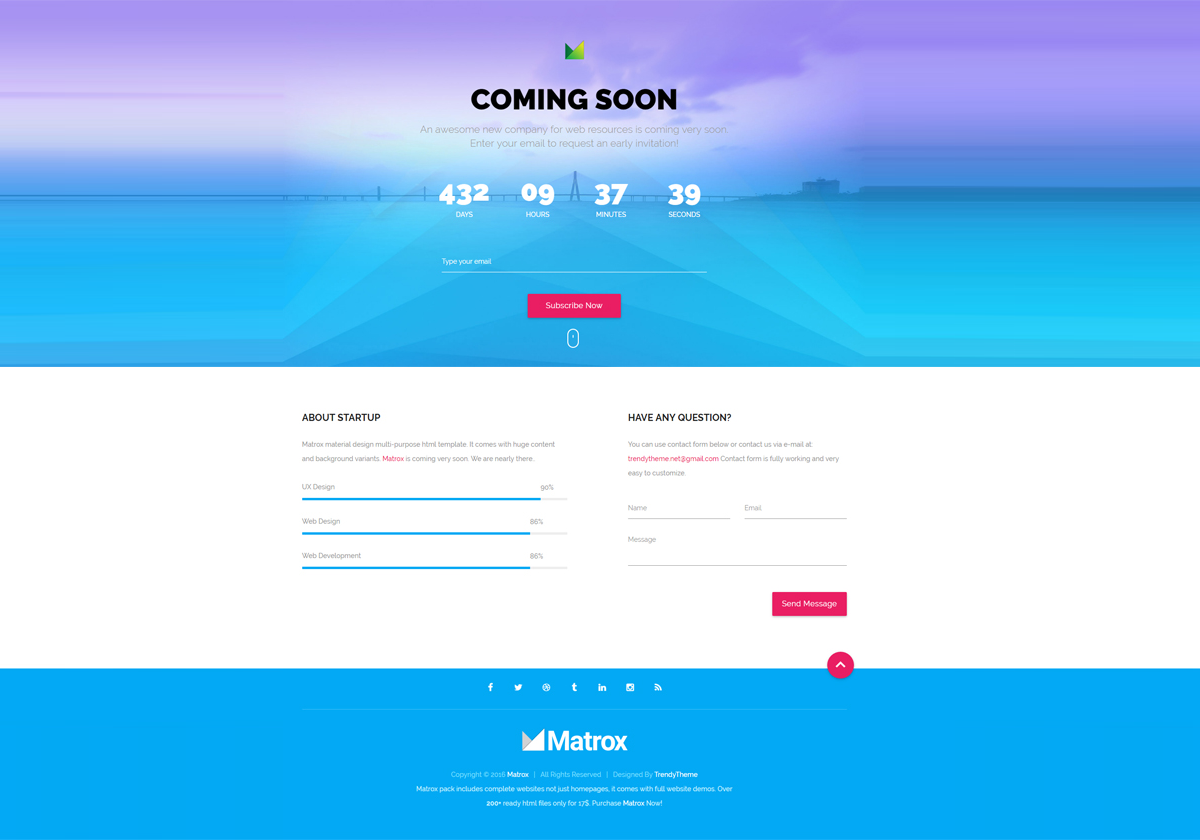 COMING SOON
An awesome new company for web resources is coming very soon.
Enter your email to request an early invitation!
432 09 37 39
DAYS HOURS MINUTES SECONDS
Type your email
Subscribe Now
ABOUT STARTUP
Matrox material design multi-purpose html template. It comes with huge content
and background variants. Matrox is coming very soon. We are nearly there..
UX Design 90%
Web Design 86%
Web Development 86%
HAVE ANY QUESTION?
You can use contact form below or contact us via e-mail at
trendytheme.net@gmail.com Contact form is fully working and very
easy to customize.
Name Email
Message
Send Message
Matrox
Copyright © 2016 Matrox | All Rights Reserved | Designed By TrendyTheme
Matrox pack includes complete websites not just homepages, it comes with full website demos. Over
200+ ready html files only for 17$. Purchase Matrox Now!